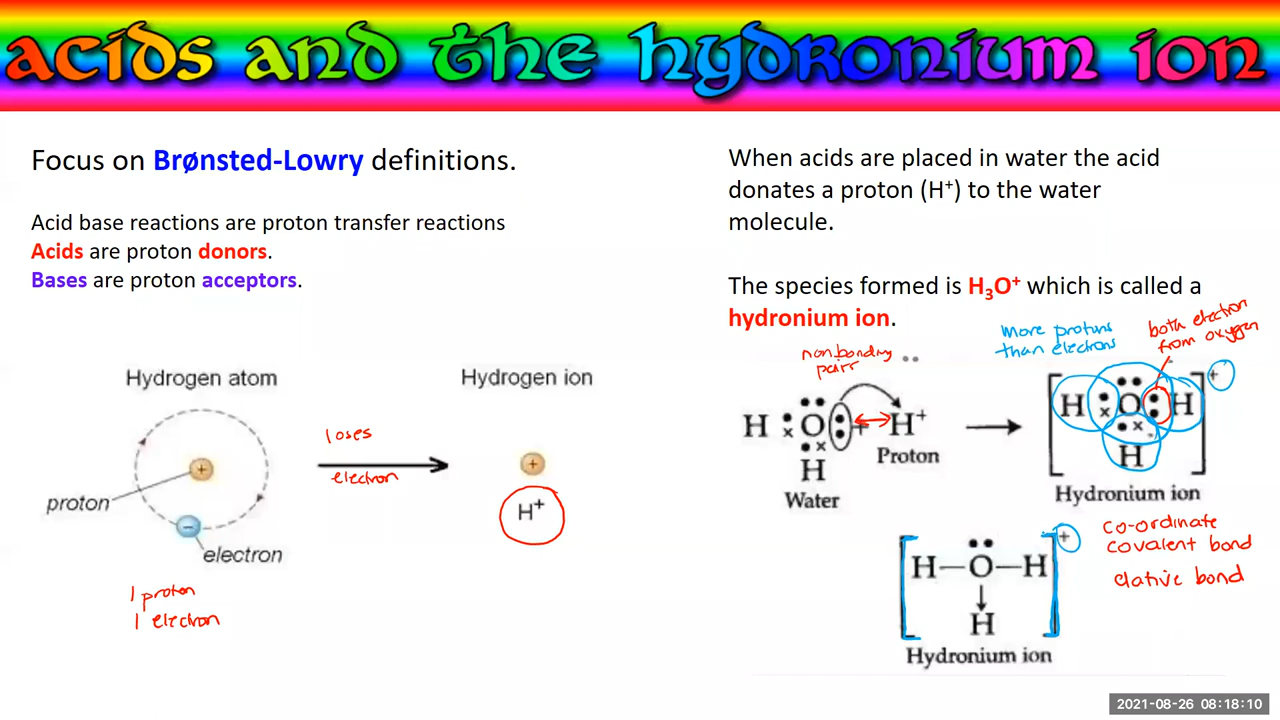 acids and the hydronium ion
Focus on Brønsted-Lowry definitions.
Acid base reactions are proton transfer reactions
Acids are proton donors.
Bases are proton acceptors.
Hydrogen atom
proton
electron
1 proton
1 electron
loses
electron
Hydrogen ion
H⁺
When acids are placed in water the acid
donates a proton (H⁺) to the water
molecule.
The species formed is H₃O⁺ which is called a
hydronium ion.
nonbonding
pair
H O + H⁺
H
Water
Proton
more protons
than electrons
both electron
from oxygen
H O H +
H
Hydronium ion
co-ordinate
covalent bond
dative bond
H—O—H +
↓
H
Hydronium ion
2021-08-26 08:18:10